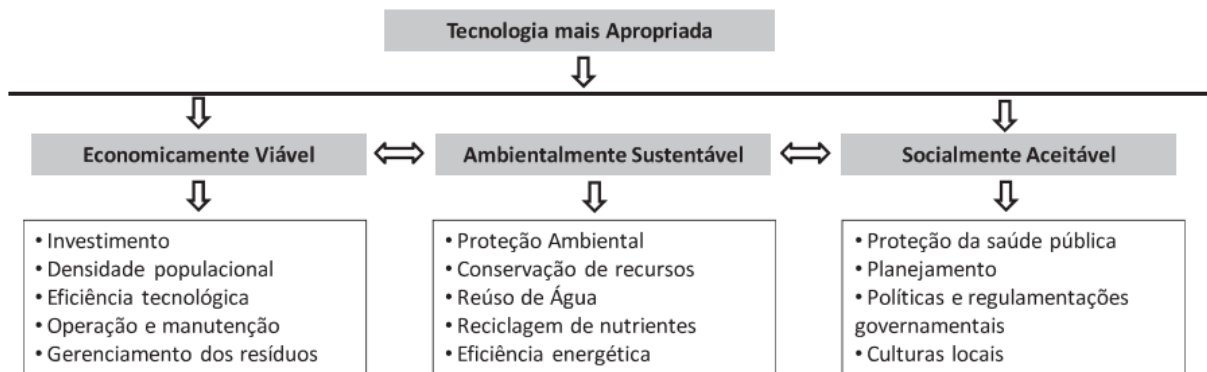 Tecnologia mais Apropriada
Economicamente Viável
Ambientalmente Sustentável
Socialmente Aceitável
• Investimento
• Densidade populacional
• Eficiência tecnológica
• Operação e manutenção
• Gerenciamento dos resíduos
• Proteção Ambiental
• Conservação de recursos
• Reúso de Água
• Reciclagem de nutrientes
• Eficiência energética
• Proteção da saúde pública
• Planejamento
• Políticas e regulamentações
governamentais
• Culturas locais